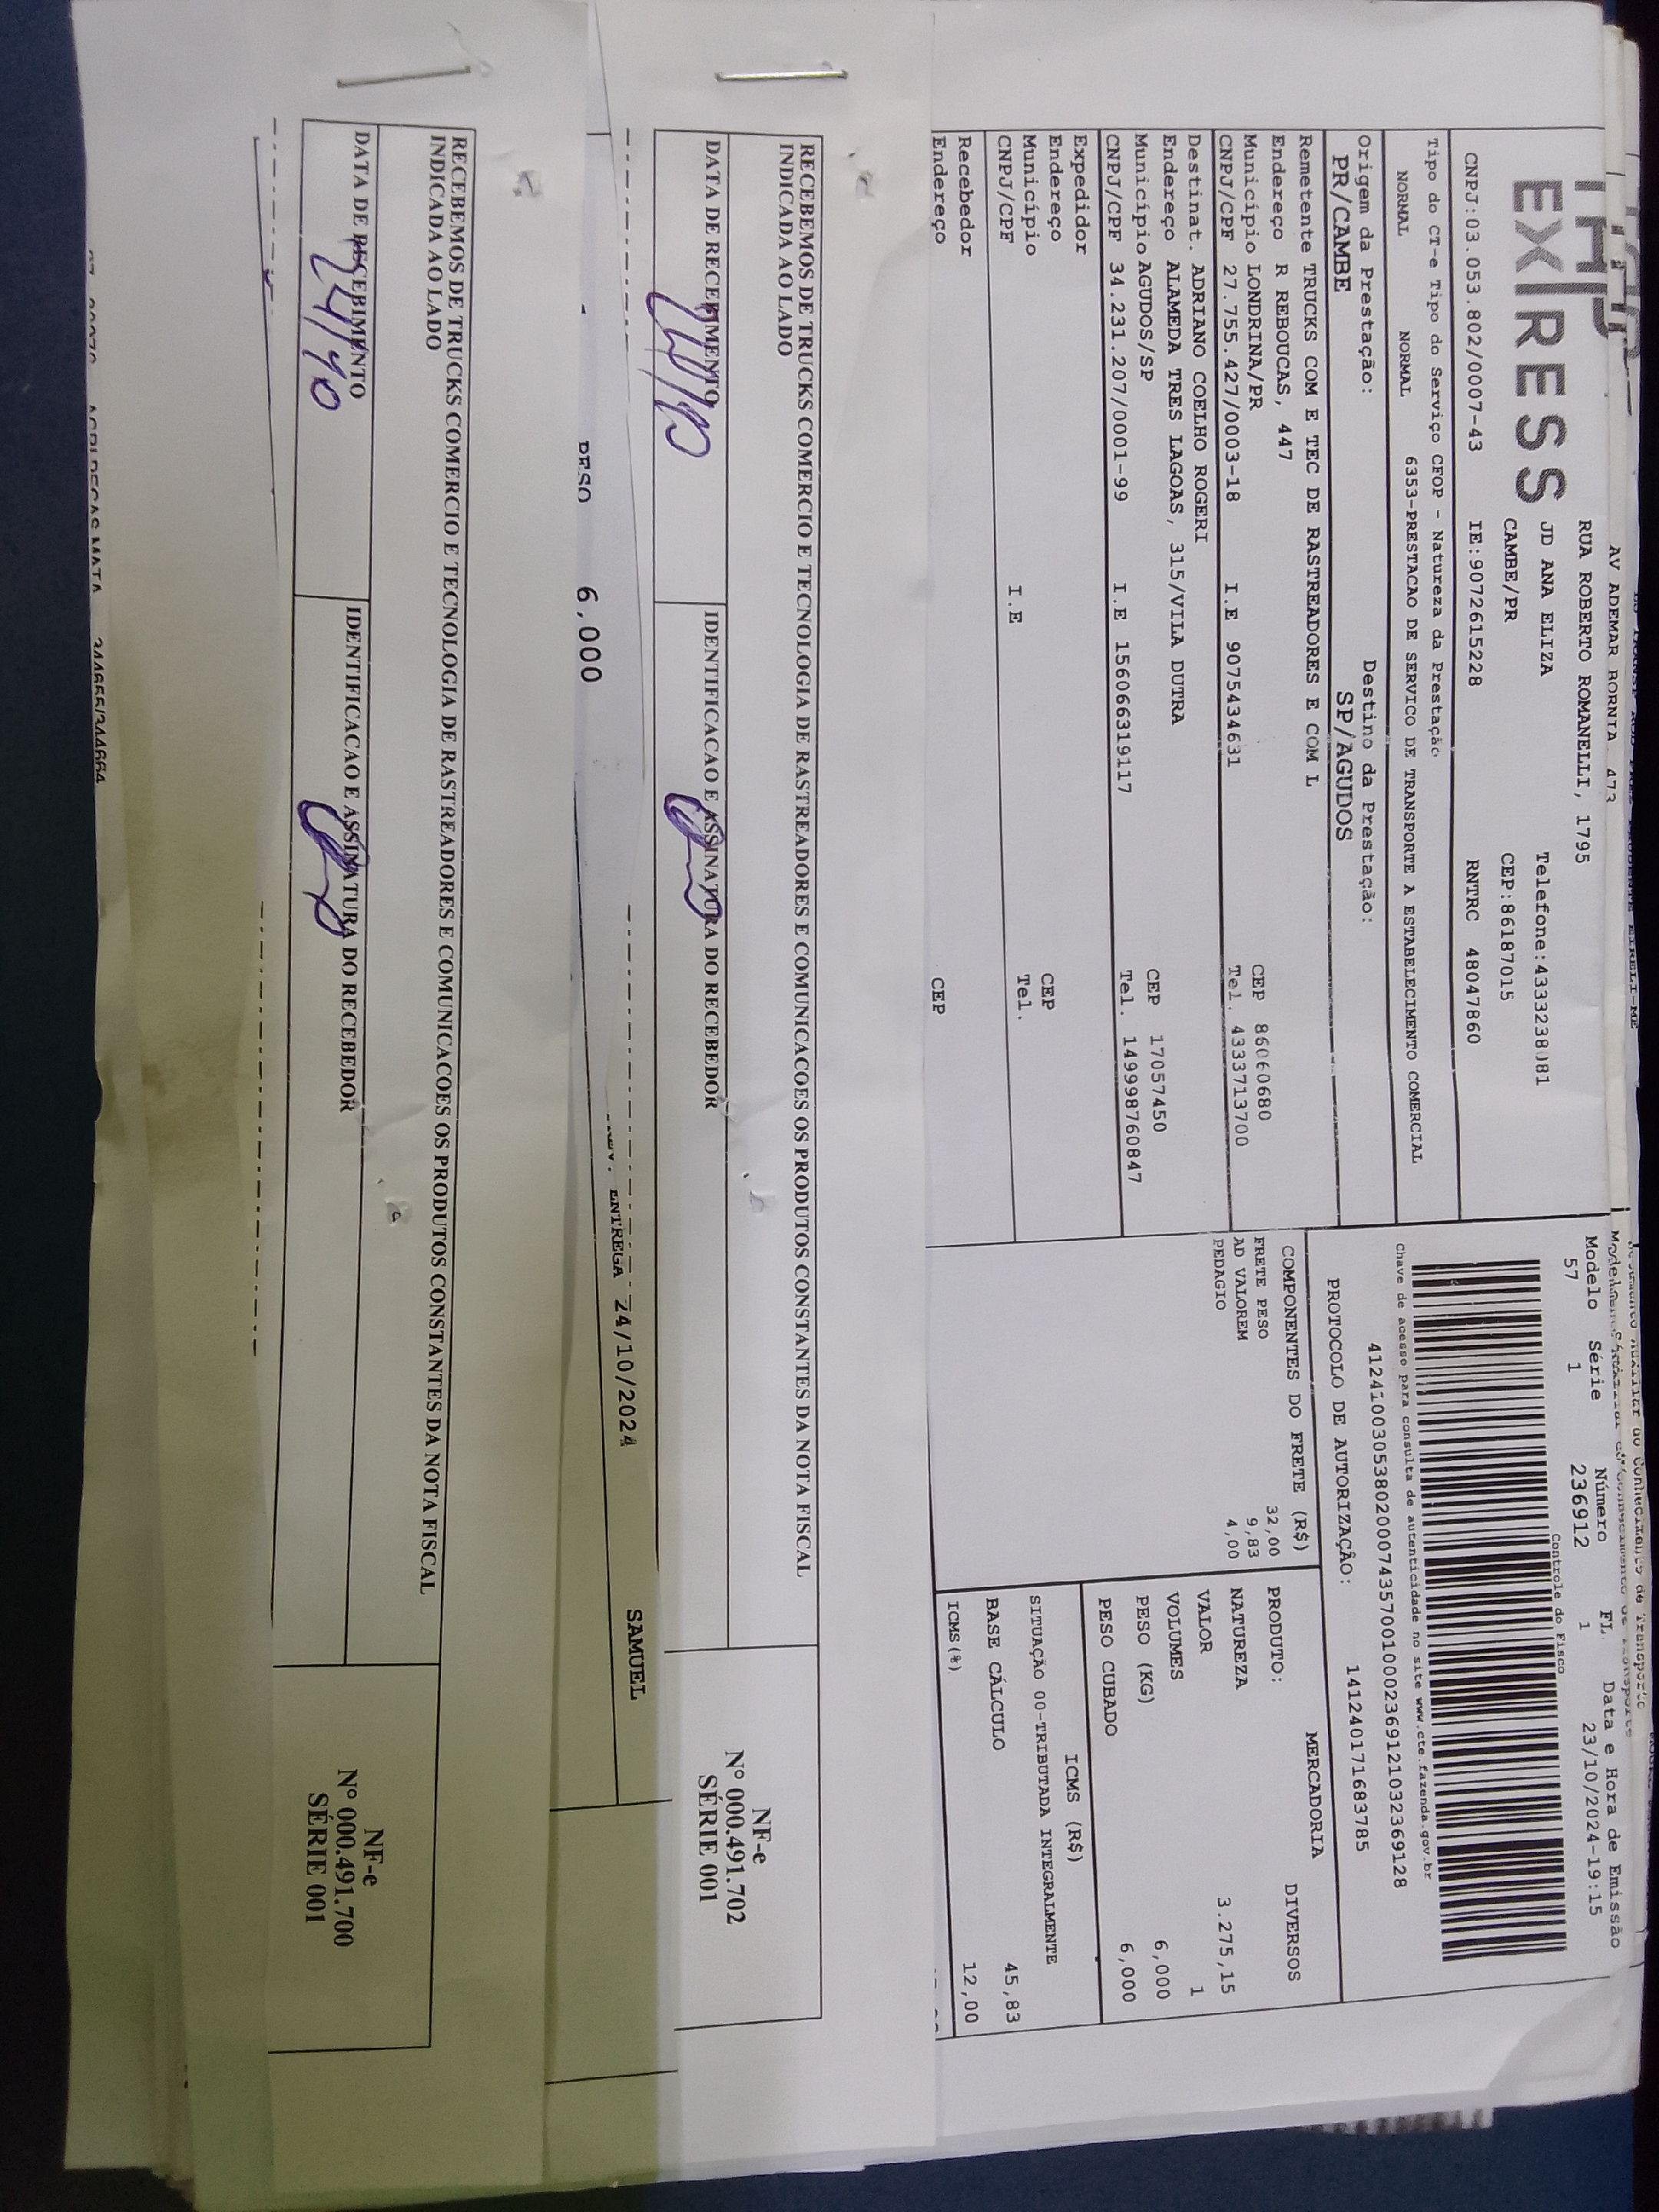 AV ADEMAR BORNIA 473
EXPRESS
RUA ROBERTO ROMANELLI, 1795
JD ANA ELIZA
Telefone:4333238081
CAMBE/PR
CEP:86187015
CNPJ:03.053.802/0007-43 IE:9072615228 RNTRC 48047860
Modelo Série Número FL Data e Hora de Emissão
57 1 236912 1 23/10/2024-19:15
Controle do Fisco
Chave de acesso para consulta de autenticidade no site www.cte.fazenda.gov.br
41241003053802000743570010002369121032369128
PROTOCOLO DE AUTORIZAÇÃO: 141240171683785
Tipo do CT-e Tipo do Serviço CFOP - Natureza da Prestação
NORMAL NORMAL 6353-PRESTACAO DE SERVICO DE TRANSPORTE A ESTABELECIMENTO COMERCIAL
Origem da Prestação: Destino da Prestação:
PR/CAMBE SP/AGUDOS
Remetente TRUCKS COM E TEC DE RASTREADORES E COM L
Endereço R REBOUCAS, 447
CEP 86060680
Município LONDRINA/PR
Tel. 4333713700
CNPJ/CPF 27.755.427/0003-18 I.E 9075434631
Destinat. ADRIANO COELHO ROGERI
Endereço ALAMEDA TRES LAGOAS, 315/VILA DUTRA
CEP 17057450
Município AGUDOS/SP
Tel. 14999876​0847
CNPJ/CPF 34.231.207/0001-99 I.E 156066319117
Expedidor
Endereço
CEP
Município
Tel.
CNPJ/CPF I.E
Recebedor
Endereço CEP
COMPONENTES DO FRETE (R$)
FRETE PESO 32,00
AD VALOREM 9,83
PEDAGIO 4,00
MERCADORIA
PRODUTO: DIVERSOS
NATUREZA
VALOR 3.275,15
VOLUMES 1
PESO (KG) 6,000
PESO CUBADO 6,000
ICMS (R$)
SITUAÇÃO 00-TRIBUTADA INTEGRALMENTE
BASE CÁLCULO 45,83
ICMS(%) 12,00
RECEBEMOS DE TRUCKS COMERCIO E TECNOLOGIA DE RASTREADORES E COMUNICACOES OS PRODUTOS CONSTANTES DA NOTA FISCAL
INDICADA AO LADO
DATA DE RECEBIMENTO IDENTIFICACAO E ASSINATURA DO RECEBEDOR
24/10
NF-e
Nº 000.491.702
SÉRIE 001
SAMUEL
ENTREGA 24/10/2024
PESO 6,000
RECEBEMOS DE TRUCKS COMERCIO E TECNOLOGIA DE RASTREADORES E COMUNICACOES OS PRODUTOS CONSTANTES DA NOTA FISCAL
INDICADA AO LADO
DATA DE RECEBIMENTO IDENTIFICACAO E ASSINATURA DO RECEBEDOR
24/10
NF-e
Nº 000.491.700
SÉRIE 001